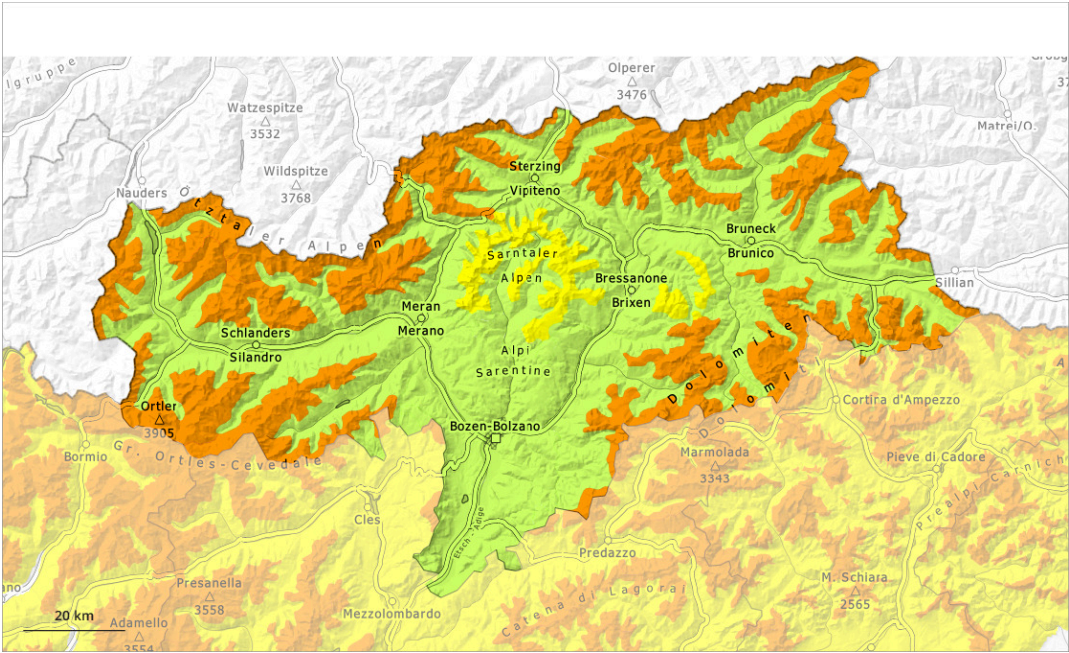 lgruppe
Olperer
3476
Watzespitze
3532
Matrei/O.
Wildspitze
3768
Nauders
Sterzing
Vipiteno
Ötztaler Alpen
Bruneck
Brunico
Sarntaler
Alpen
Bressanone
Brixen
Sillian
Meran
Merano
Schlanders
Silandro
Alpi
Sarentine
Dolomiten
Dolomiti
Ortler
3905
Cortina d'Ampezzo
Bozen-Bolzano
Gr. Ortles-Cevedale
Bormio
Marmolada
3343
Pieve di Cadore
Prealpi Carnich
Cles
Etsch - Adige
Predazzo
Presanella
3558
M. Schiara
2565
Catena di Lagorai
Mezzolombardo
20 km
Adamello
3554